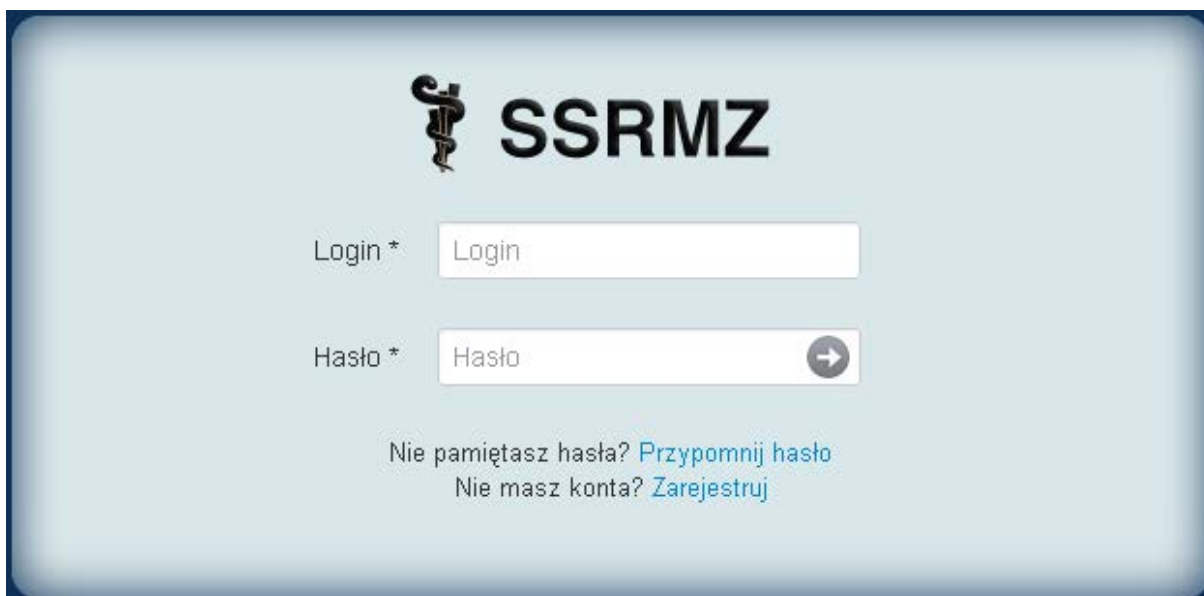 SSRMZ
Login * Login
Hasło * Hasło
Nie pamiętasz hasła? Przypomnij hasło
Nie masz konta? Zarejestruj